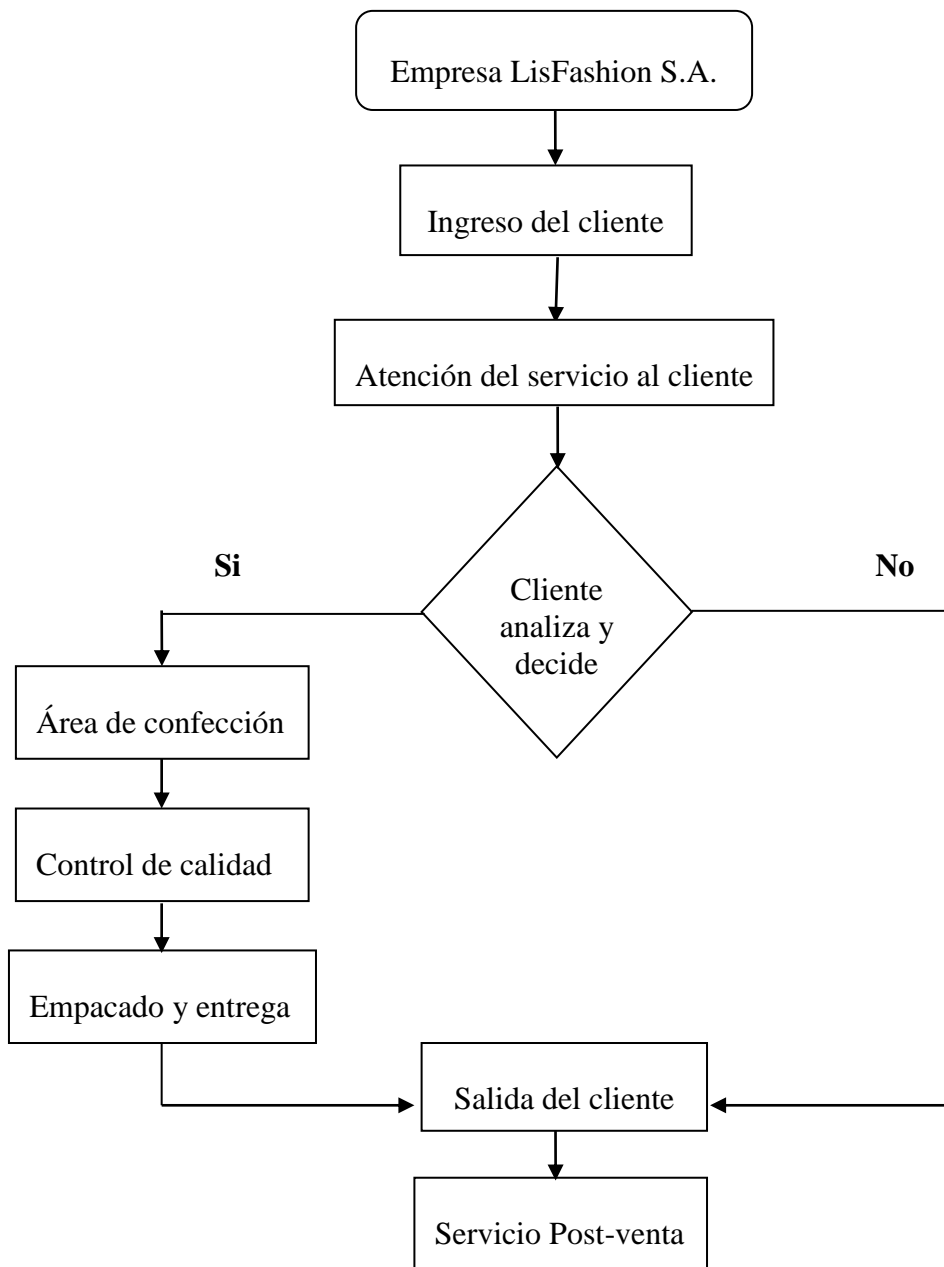 Empresa LisFashion S.A.
Ingreso del cliente
Atención del servicio al cliente
Si
No
Cliente
analiza y
decide
Área de confección
Control de calidad
Empacado y entrega
Salida del cliente
Servicio Post-venta